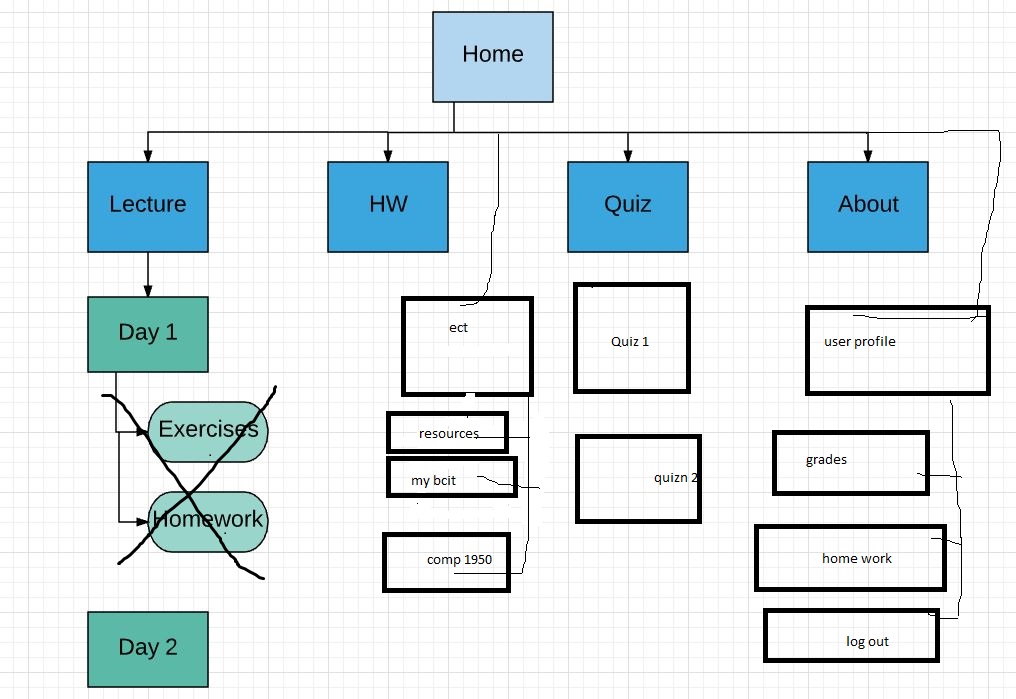 Home
Lecture
HW
Quiz
About
Day 1
Exercises
Homework
Day 2
ect
resources
my bcit
comp 1950
Quiz 1
quizn 2
user profile
grades
home work
log out